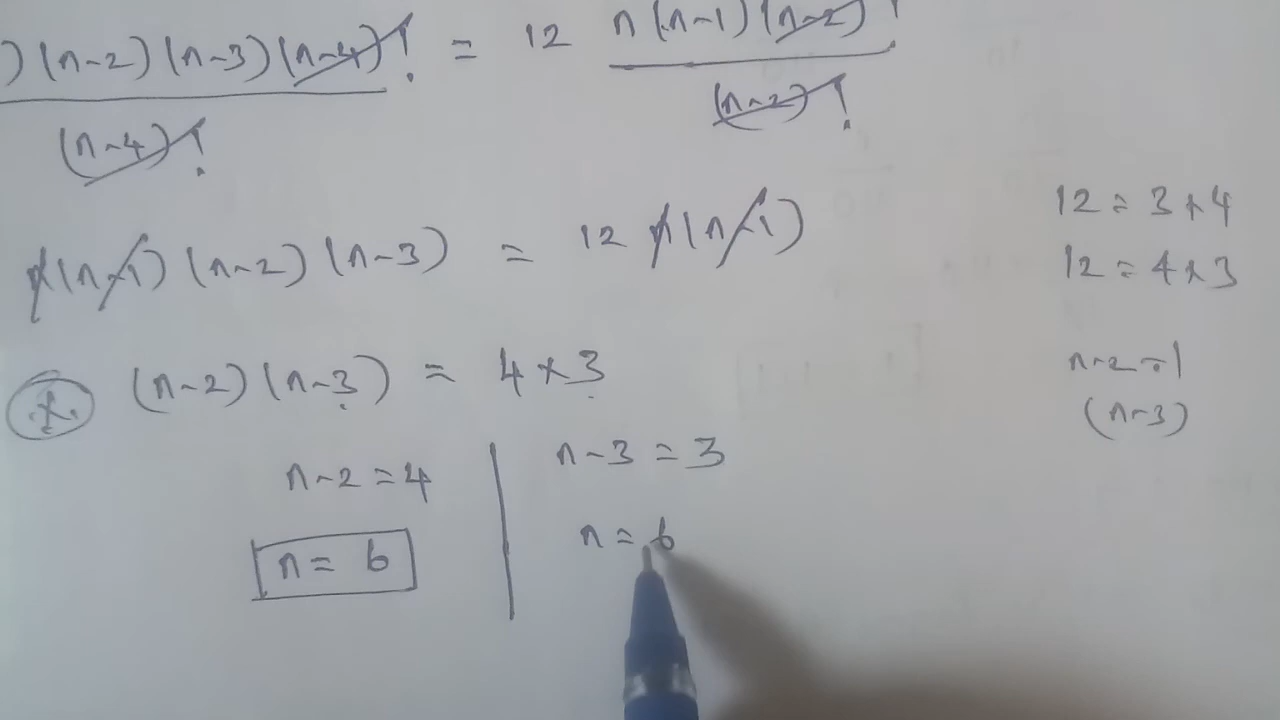 )(n-2)(n-3)(n-4)! = 12 n(n-1)(n-2)!
(n-4)! (n-2)!
n(n-1)(n-2)(n-3) = 12 n(n-1)
12 = 3 × 4
12 = 4 × 3
(n-2)(n-3) = 4 × 3
n-2 = 1
(n-3)
n-2 = 4
n = 6
n-3 = 3
n = 6